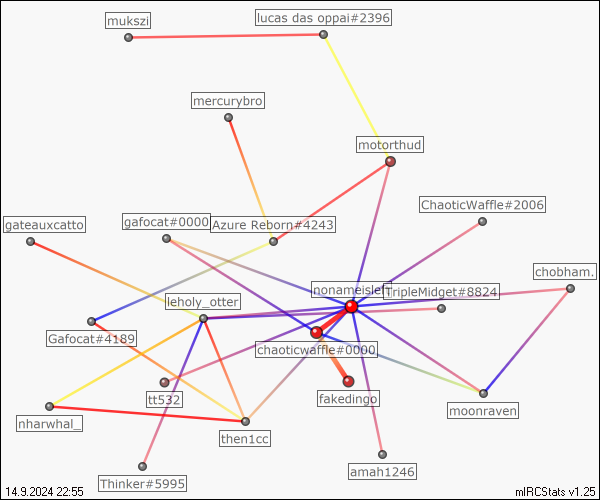 mukszi
lucas das oppai#2396
mercurybro
motorthud
ChaoticWaffle#2006
gateauxcatto
gafocat#0000
Azure Reborn#4243
chobham.
nonameisleft
TripleMidget#8824
leholy_otter
Gafocat#4189
chaoticwaffle#0000
tt532
fakedingo
moonraven
nharwhal_
then1cc
Thinker#5995
amah1246
14.9.2024 22:55
mIRCStats v1.25